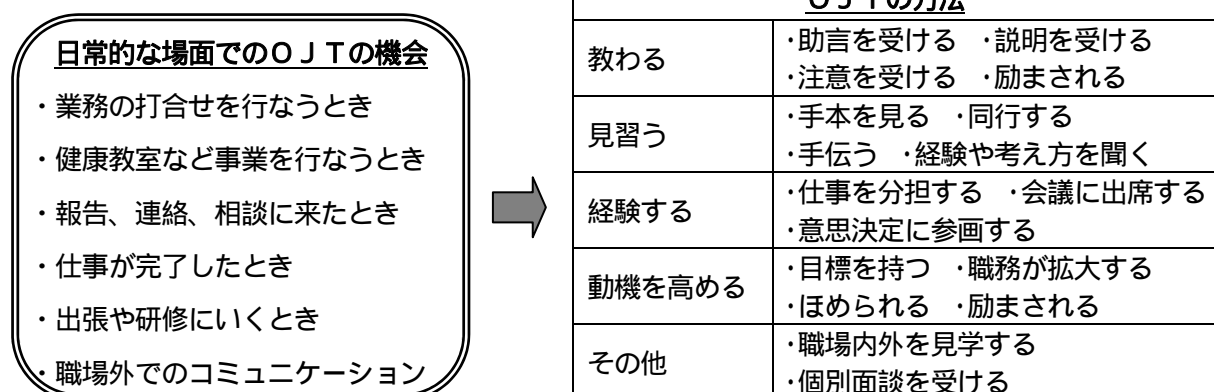 日常的な場面でのＯＪＴの機会
・業務の打合せを行なうとき
・健康教室など事業を行なうとき
・報告、連絡、相談に来たとき
・仕事が完了したとき
・出張や研修にいくとき
・職場外でのコミュニケーション
ＯＪＴの方法
教わる
・助言を受ける ・説明を受ける
・注意を受ける ・励まされる
見習う
・手本を見る ・同行する
・手伝う ・経験や考え方を聞く
経験する
・仕事を分担する ・会議に出席する
・意思決定に参画する
動機を高める
・目標を持つ ・職務が拡大する
・ほめられる ・励まされる
その他
・職場内外を見学する
・個別面談を受ける